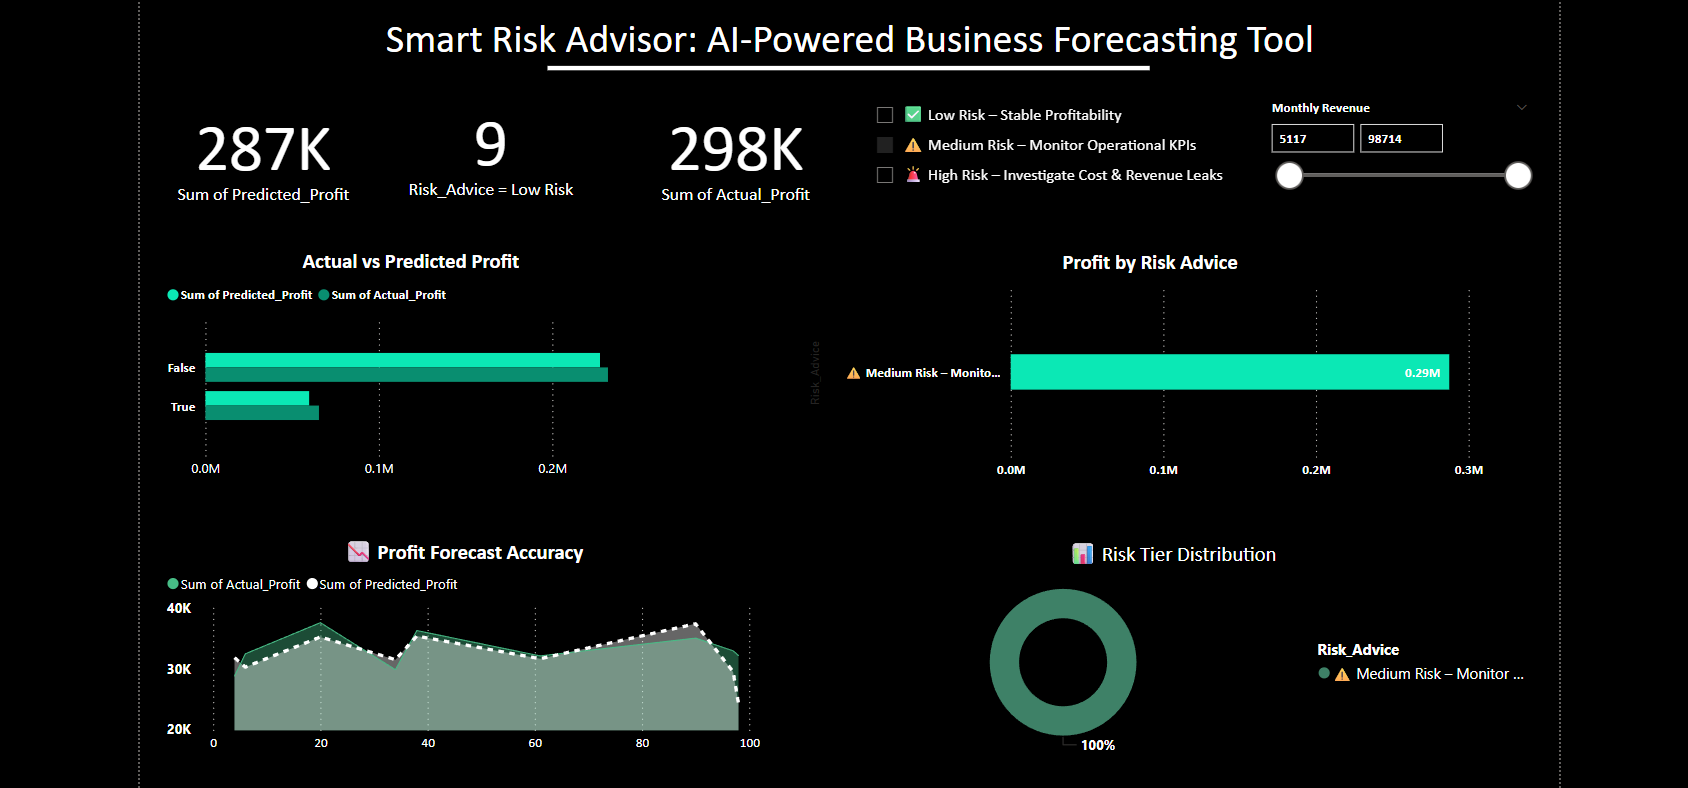 Smart Risk Advisor: AI-Powered Business Forecasting Tool
287K
Sum of Predicted_Profit
9
Risk_Advice = Low Risk
298K
Sum of Actual_Profit
✅ Low Risk – Stable Profitability
⚠️ Medium Risk – Monitor Operational KPIs
🚨 High Risk – Investigate Cost & Revenue Leaks
Monthly Revenue
5117
98714
Actual vs Predicted Profit
Sum of Predicted_Profit Sum of Actual_Profit
False
True
0.0M 0.1M 0.2M
Profit by Risk Advice
Risk_Advice
⚠️ Medium Risk – Monito...
0.29M
0.0M 0.1M 0.2M 0.3M
📉 Profit Forecast Accuracy
Sum of Actual_Profit Sum of Predicted_Profit
40K
30K
20K
0 20 40 60 80 100
📊 Risk Tier Distribution
100%
Risk_Advice
⚠️ Medium Risk – Monitor ...